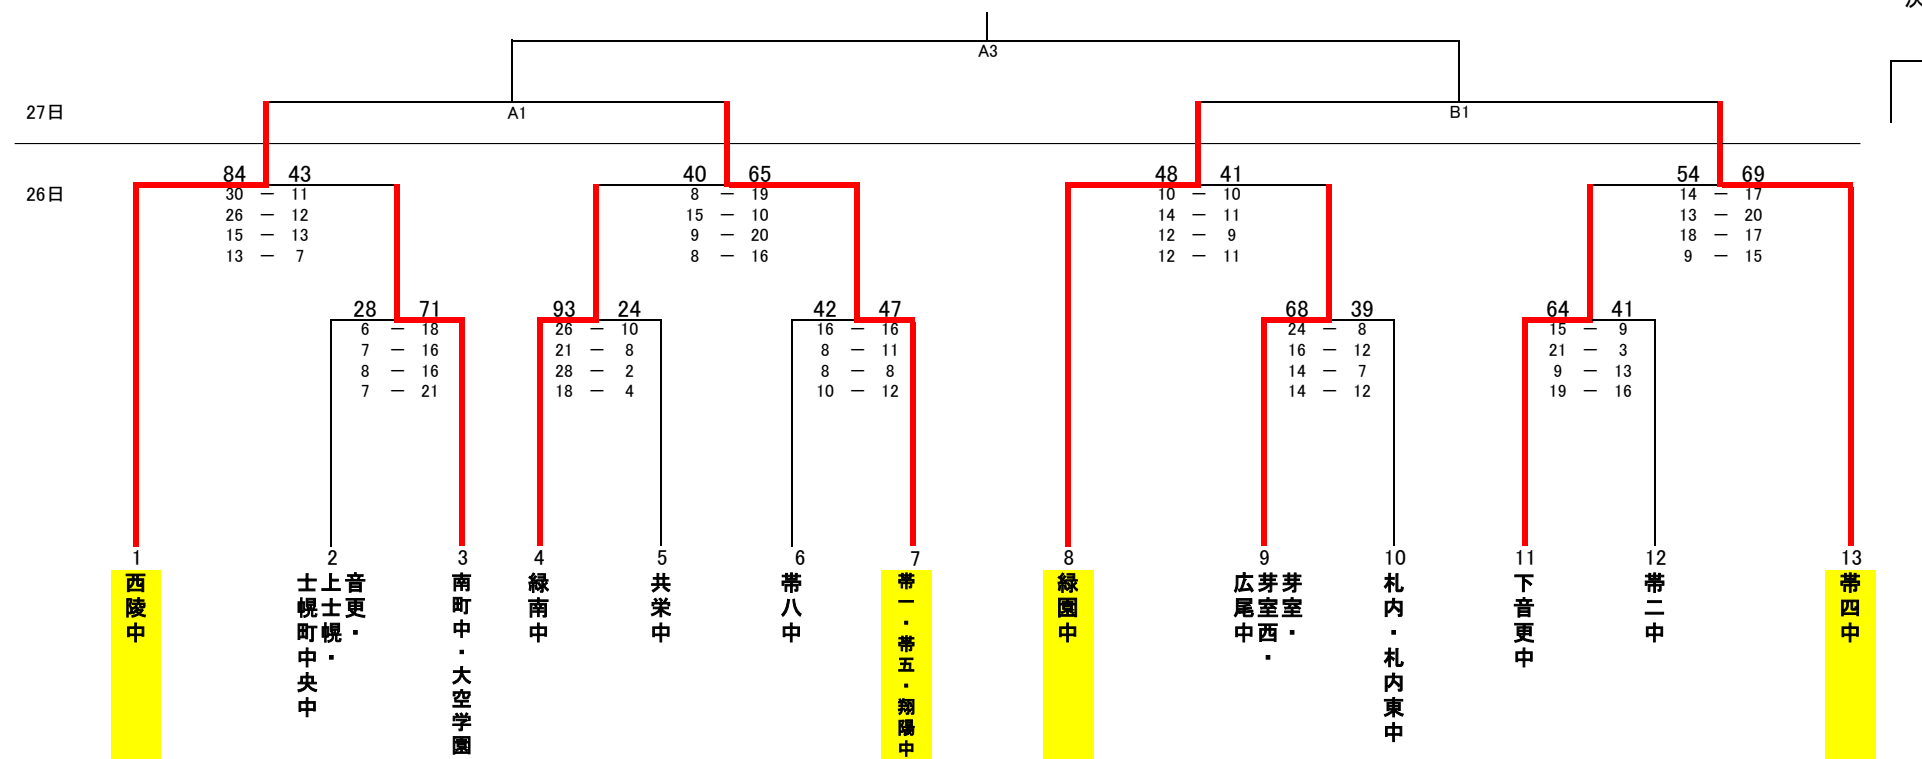 A3
27日
A1
B1
26日
84 43
30 － 11
26 － 12
15 － 13
13 － 7
40 65
8 － 19
15 － 10
9 － 20
8 － 16
48 41
10 － 10
14 － 11
12 － 9
12 － 11
54 69
14 － 17
13 － 20
18 － 17
9 － 15
28 71
6 － 18
7 － 16
8 － 16
7 － 21
93 24
26 － 10
21 － 8
28 － 2
18 － 4
42 47
16 － 16
8 － 11
8 － 8
10 － 12
68 39
24 － 8
16 － 12
14 － 7
14 － 12
64 41
15 － 9
21 － 3
9 － 13
19 － 16
1
西陵中
2
音更・
上士幌・
士幌町中央中
3
南町中・大空学園
4
緑南中
5
共栄中
6
帯八中
7
帯一・帯五・翔陽中
8
緑園中
9
芽室・
芽室西・
広尾中
10
札内・札内東中
11
下音更中
12
帯二中
13
帯四中